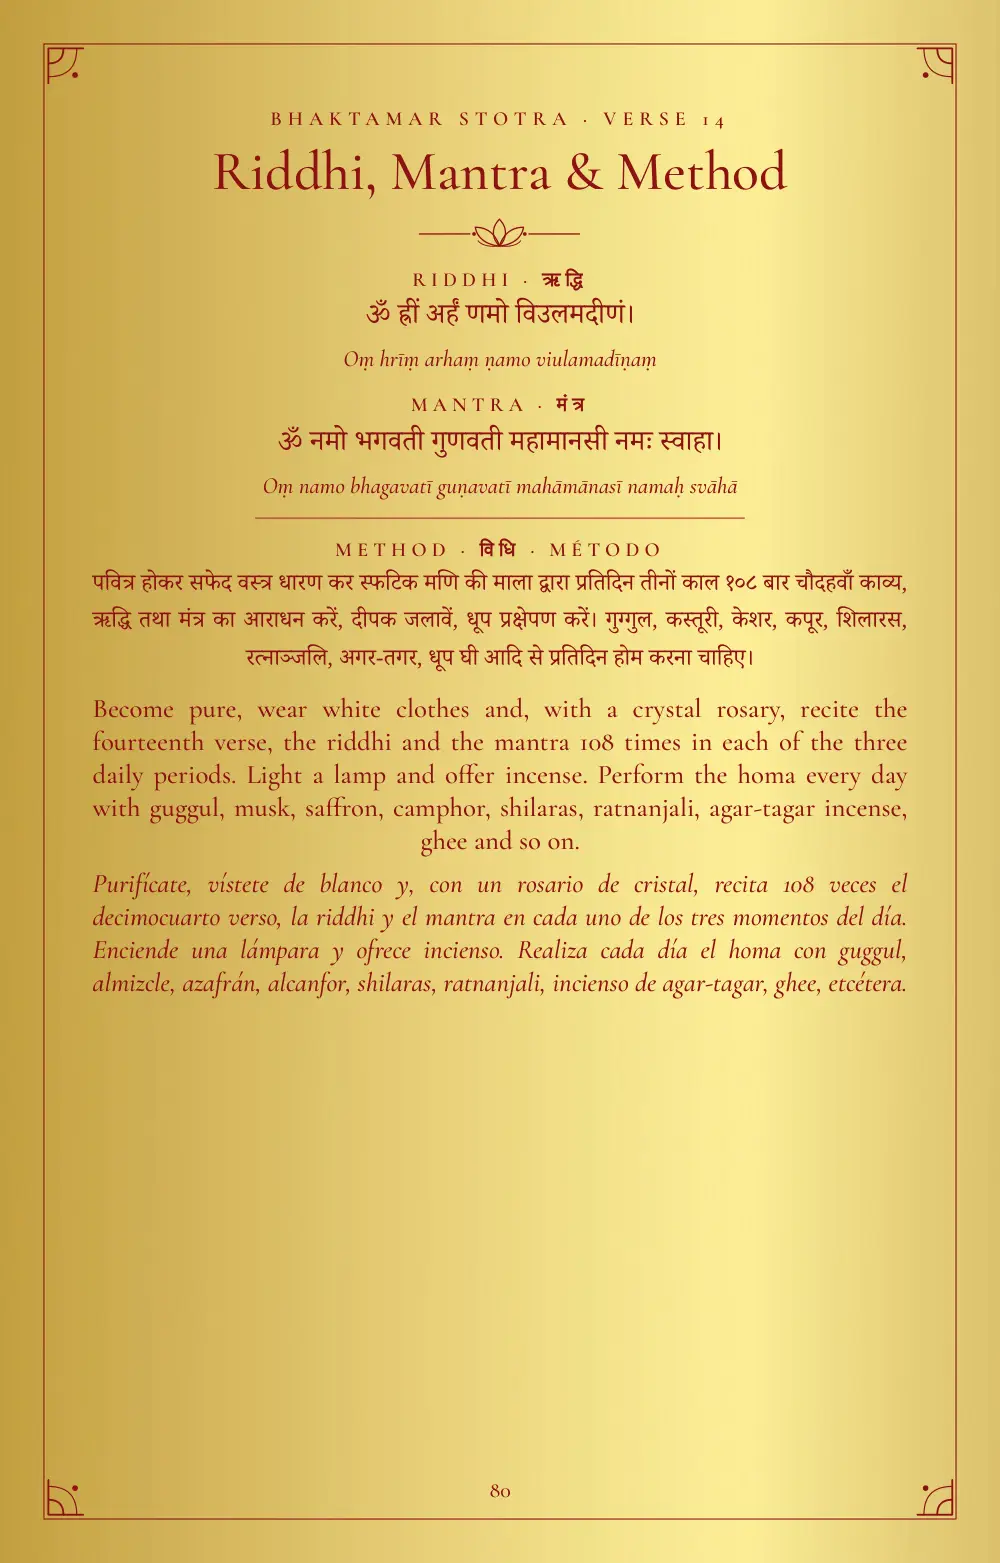 BHAKTAMAR STOTRA · VERSE 14
Riddhi, Mantra & Method
RIDDHI · ऋद्धि
ॐ ह्रीं अर्हं णमो विउलमदीणं।
Oṃ hrīṃ arhaṃ ṇamo viulamadīṇaṃ
MANTRA · मंत्र
ॐ नमो भगवती गुणवती महामानसी नमः स्वाहा।
Oṃ namo bhagavatī guṇavatī mahāmānasī namaḥ svāhā
METHOD · विधि · MÉTODO
पवित्र होकर सफेद वस्त्र धारण कर स्फटिक मणि की माला द्वारा प्रतिदिन तीनों काल १०८ बार चौदहवाँ काव्य,
ऋद्धि तथा मंत्र का आराधन करें, दीपक जलावें, धूप प्रक्षेपण करें। गुग्गुल, कस्तूरी, केशर, कपूर, शिलारस,
रत्नाञ्जलि, अगर-तगर, धूप घी आदि से प्रतिदिन होम करना चाहिए।
Become pure, wear white clothes and, with a crystal rosary, recite the
fourteenth verse, the riddhi and the mantra 108 times in each of the three
daily periods. Light a lamp and offer incense. Perform the homa every day
with guggul, musk, saffron, camphor, shilaras, ratnanjali, agar-tagar incense,
ghee and so on.
Purifícate, vístete de blanco y, con un rosario de cristal, recita 108 veces el
decimocuarto verso, la riddhi y el mantra en cada uno de los tres momentos del día.
Enciende una lámpara y ofrece incienso. Realiza cada día el homa con guggul,
almizcle, azafrán, alcanfor, shilaras, ratnanjali, incienso de agar-tagar, ghee, etcétera.
80